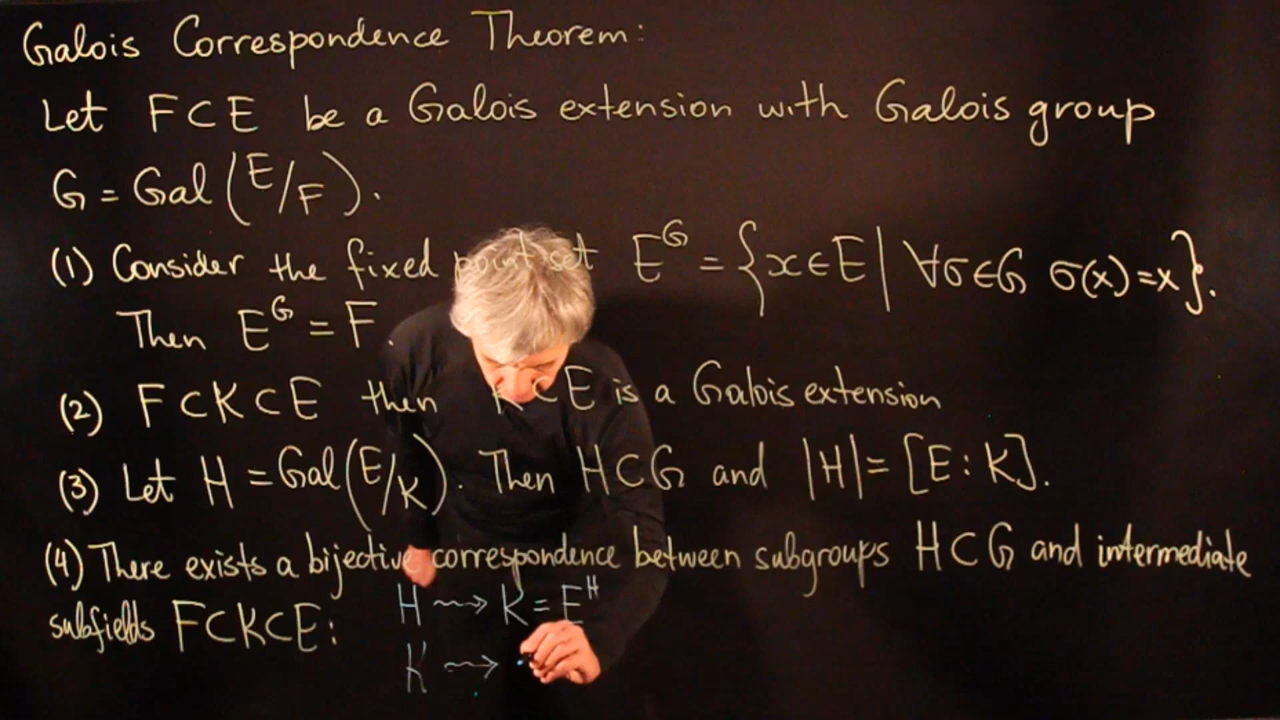 Galois Correspondence Theorem:
Let F⊂E be a Galois extension with Galois group
G = Gal(E/F).
(1) Consider the fixed point set E^G = {x∈E | ∀σ∈G σ(x)=x}.
Then E^G = F.
(2) F⊂K⊂E then K⊂E is a Galois extension
(3) Let H = Gal(E/K). Then H⊂G and |H| = [E:K].
(4) There exists a bijective correspondence between subgroups H⊂G and intermediate
subfields F⊂K⊂E: H ⇝ K = E^H
K ⇝